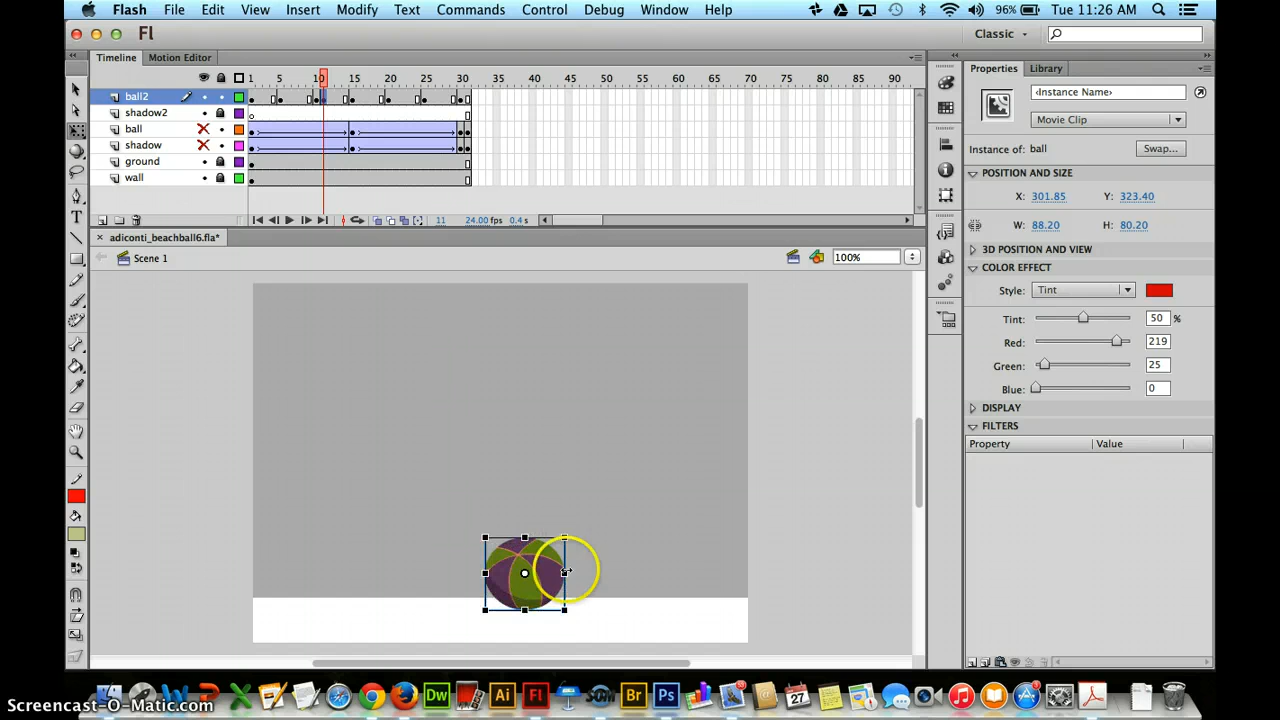 Flash File Edit View Insert Modify Text Commands Control Debug Window Help 96% Tue 11:26 AM
Fl Classic
Timeline Motion Editor
1 5 10 15 20 25 30 35 40 45 50 55 60 65 70 75 80 85 90
ball2
shadow2
ball
shadow
ground
wall
11 24.00 fps 0.4 s
adiconti_beachball6.fla*
Scene 1 100%
Properties Library
‹Instance Name›
Movie Clip
Instance of: ball Swap...
POSITION AND SIZE
X: 301.85 Y: 323.40
W: 88.20 H: 80.20
3D POSITION AND VIEW
COLOR EFFECT
Style: Tint
Tint: 50 %
Red: 219
Green: 25
Blue: 0
DISPLAY
FILTERS
Property Value
T
Dw Ai Fl Br Ps
Screencast-O-Matic.com